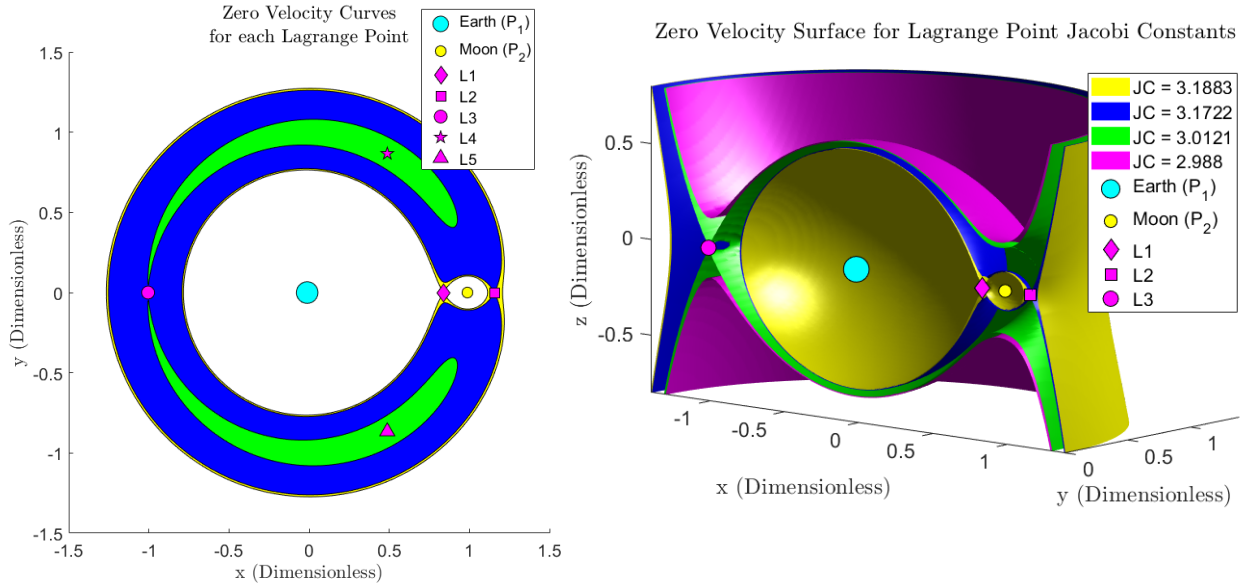 Zero Velocity Curves
for each Lagrange Point
Earth (P1)
Moon (P2)
L1
L2
L3
L4
L5
1.5
1
0.5
0
-0.5
-1
-1.5
y (Dimensionless)
-1.5
-1
-0.5
0
0.5
1
1.5
x (Dimensionless)
Zero Velocity Surface for Lagrange Point Jacobi Constants
JC = 3.1883
JC = 3.1722
JC = 3.0121
JC = 2.988
Earth (P1)
Moon (P2)
L1
L2
L3
0.5
0
-0.5
z (Dimensionless)
-1
-0.5
0
0.5
1
x (Dimensionless)
0
0.5
1
y (Dimensionless)